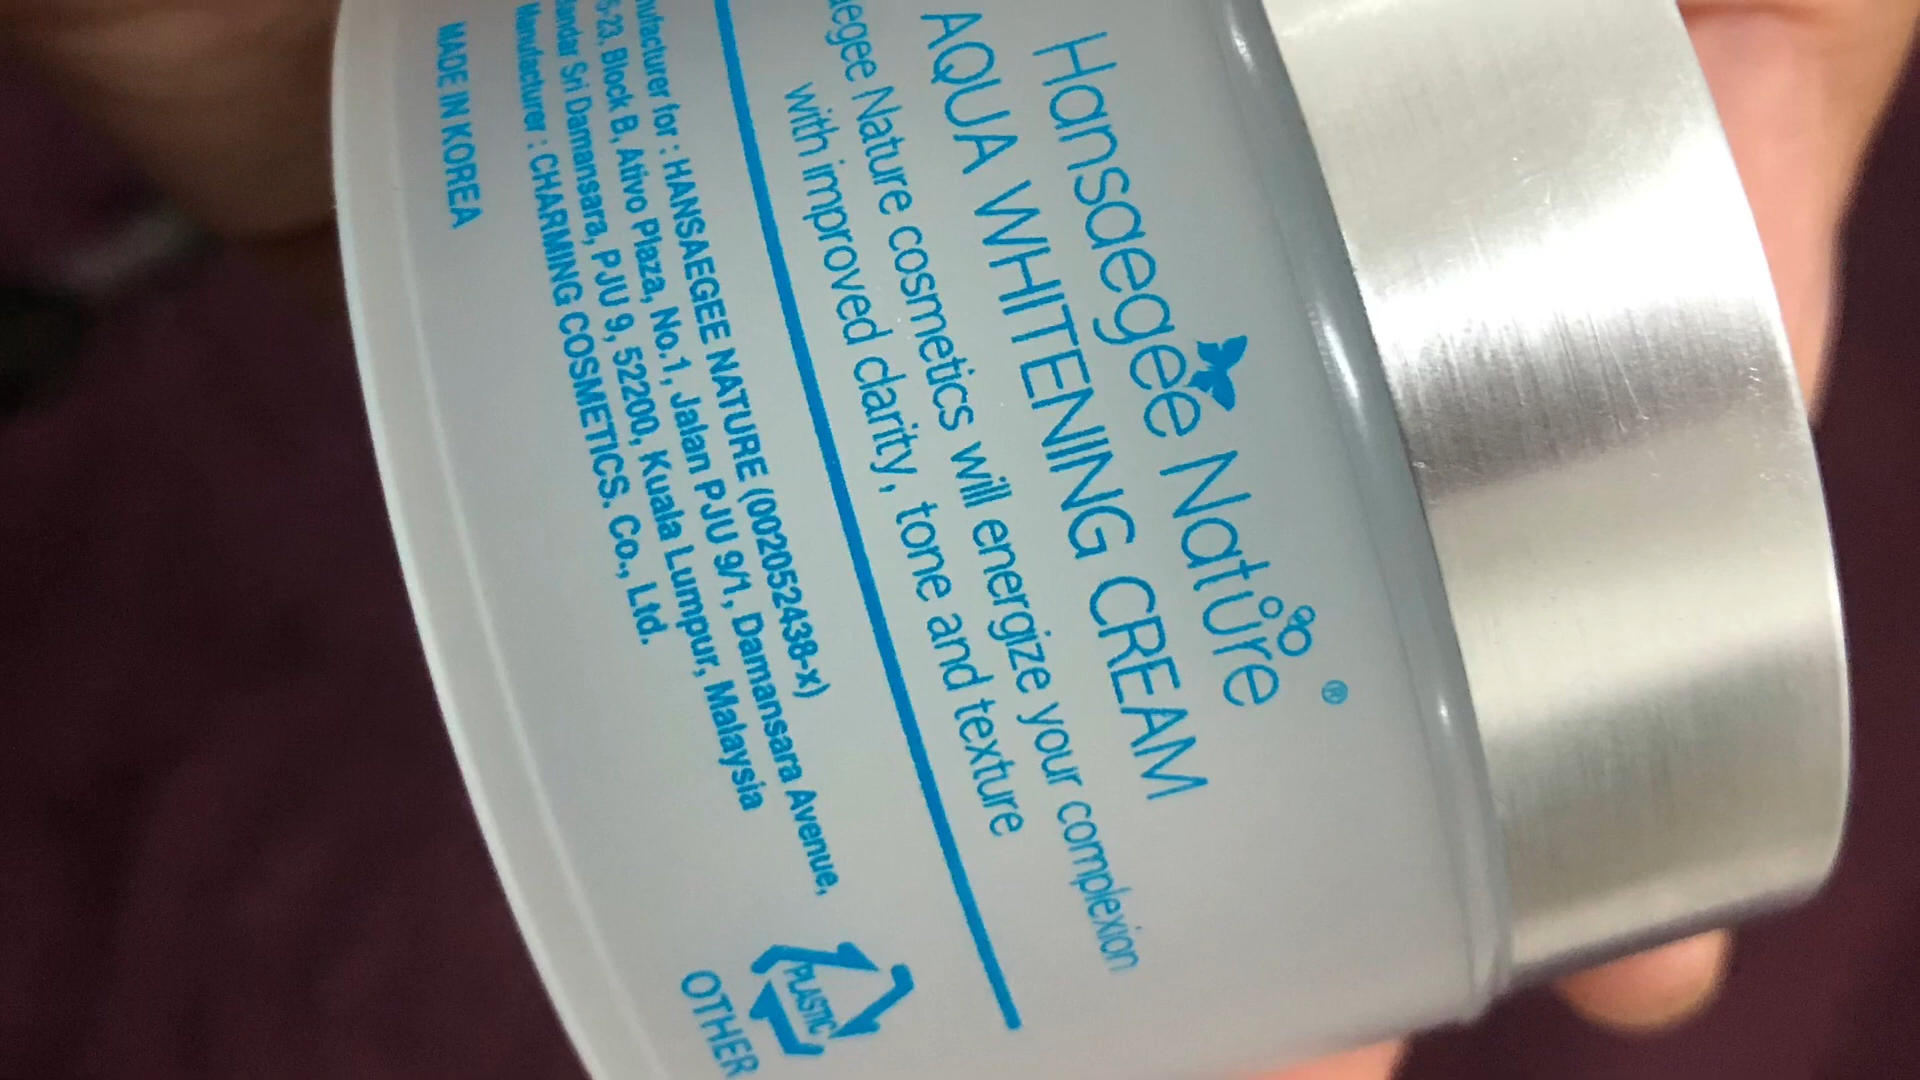 Hansaegee Nature ®
AQUA WHITENING CREAM
Nature cosmetics will energize your complexion
with improved clarity, tone and texture
for : HANSAEGEE NATURE (002052438-x)
Block B, Ativo Plaza, No.1, Jalan PJU 9/1, Damansara Avenue,
Sri Damansara, PJU 9, 52200, Kuala Lumpur, Malaysia
Manufacturer : CHARMING COSMETICS. Co., Ltd.
MADE IN KOREA
PLASTIC
OTHER